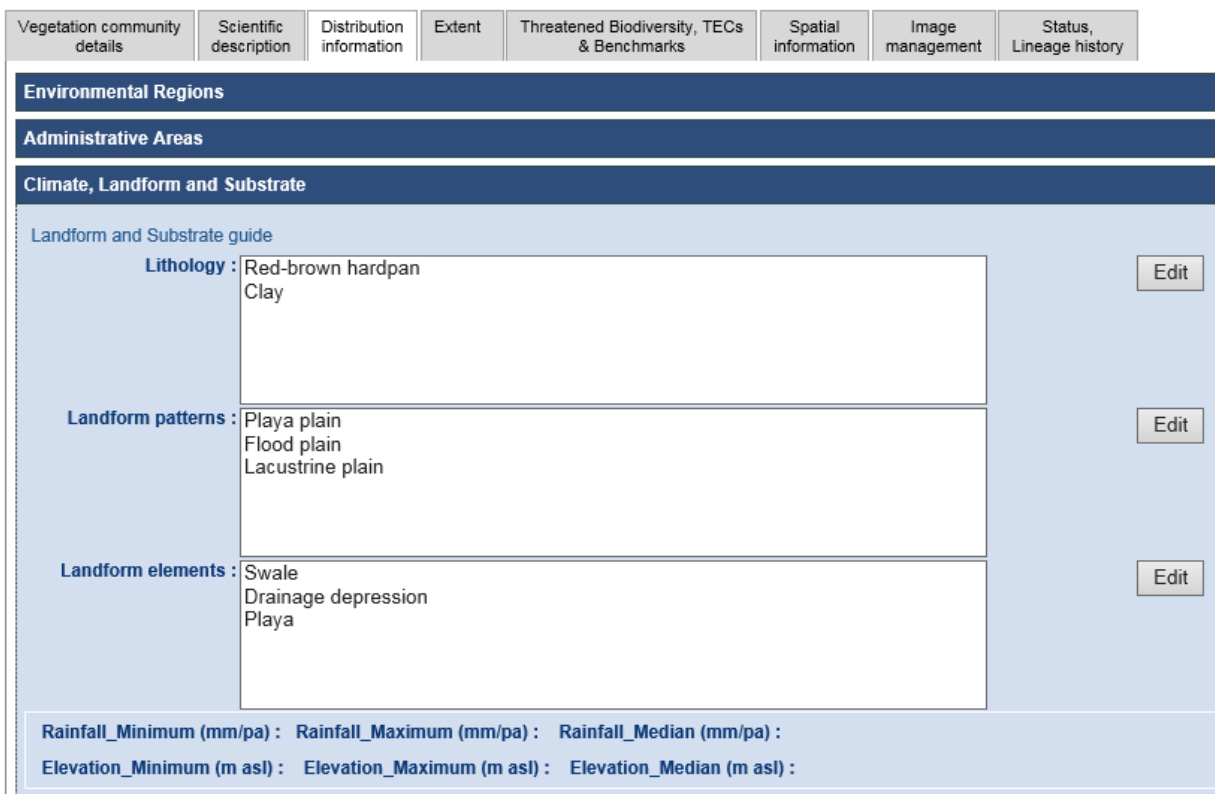 Vegetation community details
Scientific description
Distribution information
Extent
Threatened Biodiversity, TECs & Benchmarks
Spatial information
Image management
Status, Lineage history
Environmental Regions
Administrative Areas
Climate, Landform and Substrate
Landform and Substrate guide
Lithology : Red-brown hardpan Edit
Clay
Landform patterns : Playa plain Edit
Flood plain
Lacustrine plain
Landform elements : Swale Edit
Drainage depression
Playa
Rainfall_Minimum (mm/pa) : Rainfall_Maximum (mm/pa) : Rainfall_Median (mm/pa) :
Elevation_Minimum (m asl) : Elevation_Maximum (m asl) : Elevation_Median (m asl) :